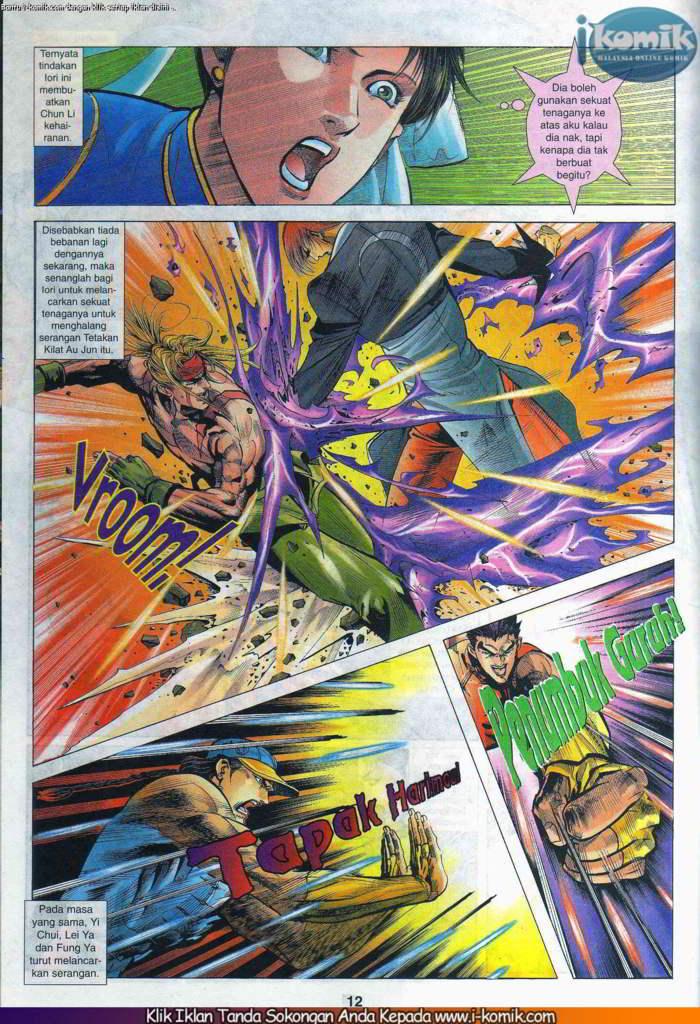 Bantu i-komik.com dengan klik setiap iklan disini ..
i komik
MALAYSIA ONLINE KOMIK
Ternyata
tindakan
Iori ini
membu-
atkan
Chun Li
kehai-
ranan.
Dia boleh
gunakan sekuat
tenaganya ke
atas aku kalau
dia nak, tapi
kenapa dia tak
berbuat
begitu?
Disebabkan tiada
bebanan lagi
dengannya
sekarang, maka
senanglah bagi
Iori untuk melan-
carkan sekuat
tenaganya untuk
menghalang
serangan Tetakan
Kilat Au Jun itu.
Vroom!
Penumbuk Guruh!
Tapak Harimau!
Pada masa
yang sama, Yi
Chui, Lei Ya
dan Fung Ya
turut melancar-
kan serangan.
12
Klik Iklan Tanda Sokongan Anda Kepada www.i-komik.com